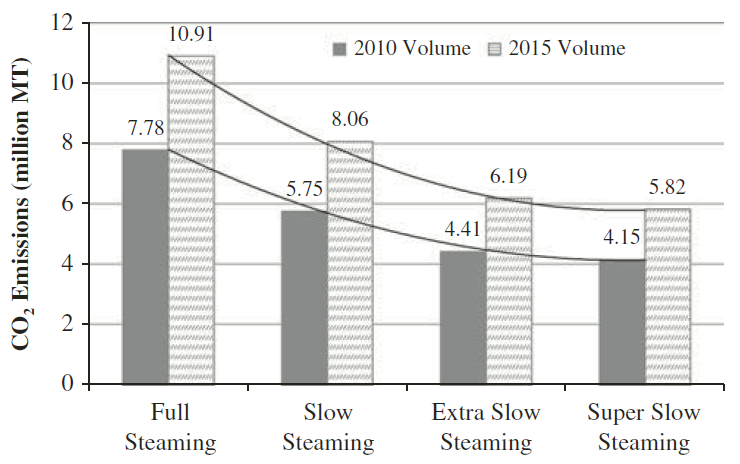 CO₂ Emissions (million MT)
12
10
8
6
4
2
0
2010 Volume
2015 Volume
7.78
10.91
5.75
8.06
4.41
6.19
4.15
5.82
Full
Steaming
Slow
Steaming
Extra Slow
Steaming
Super Slow
Steaming